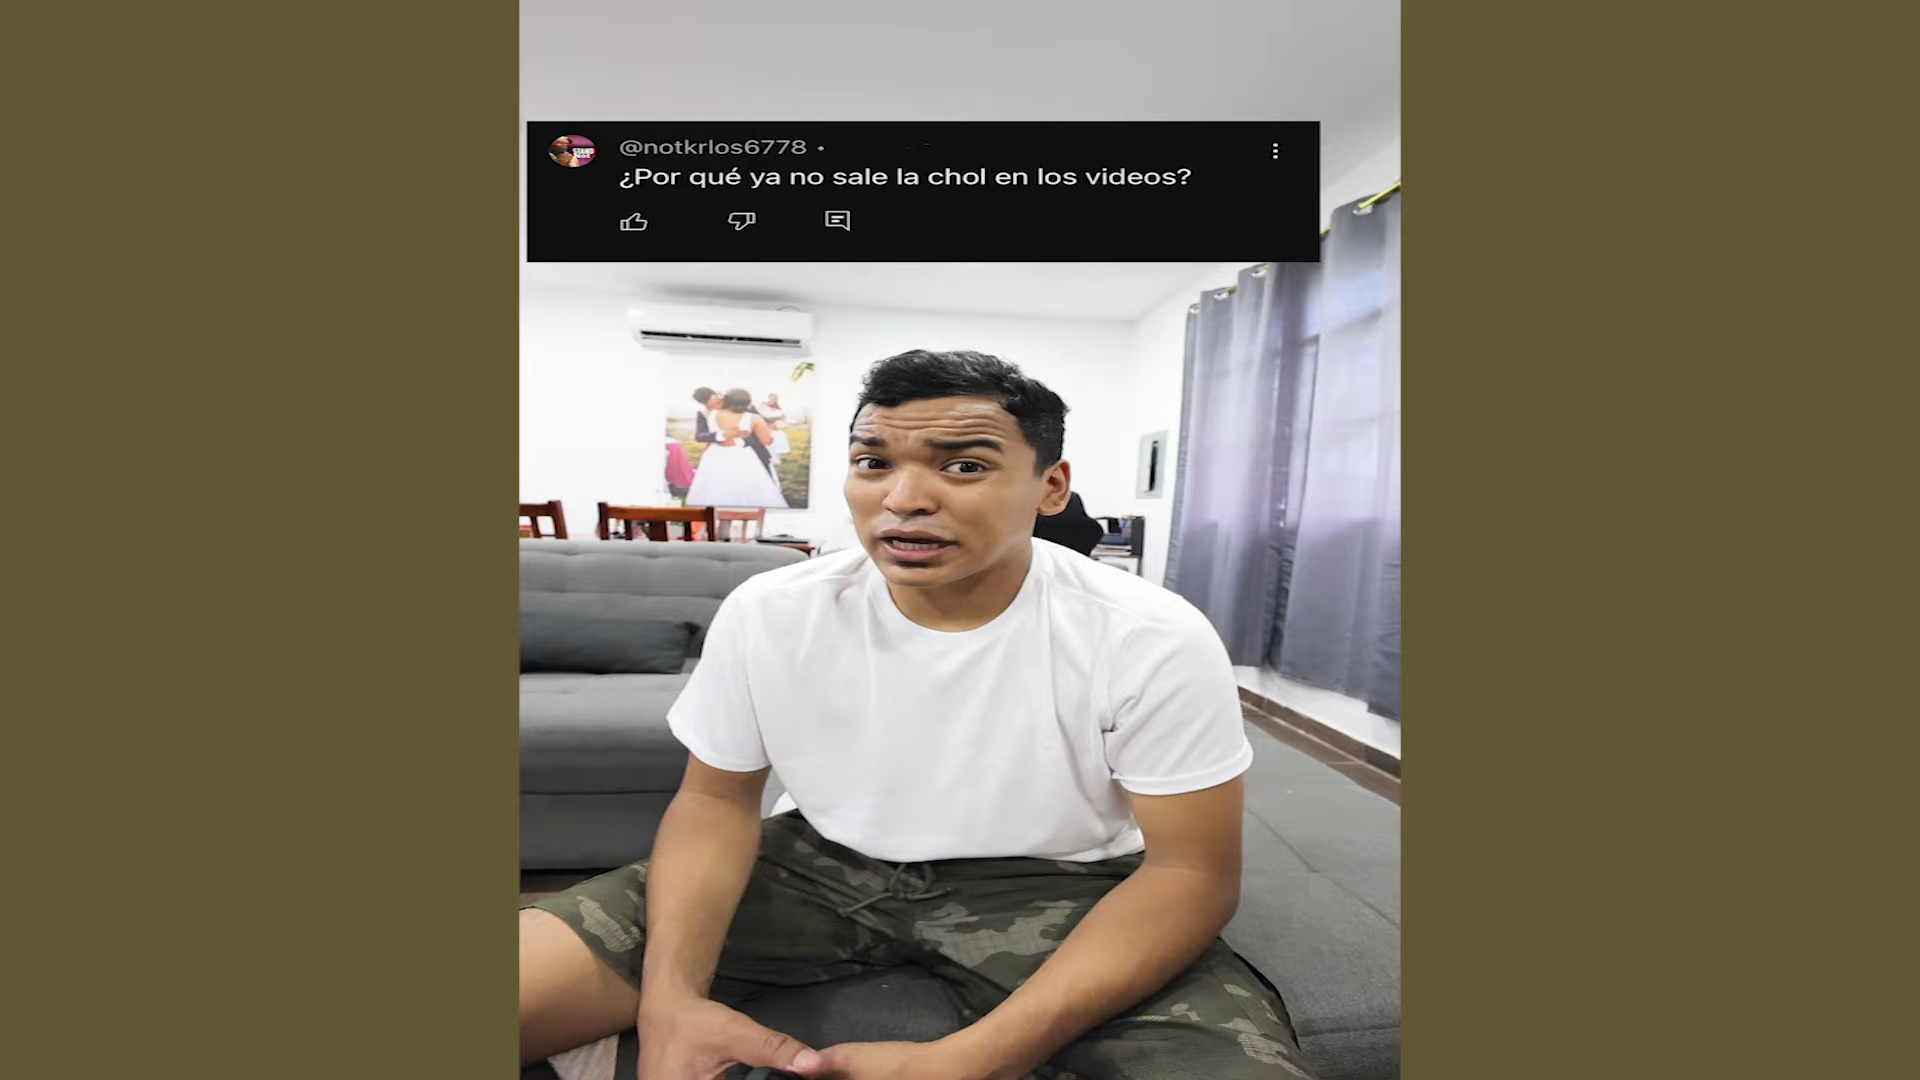 @notkrlos6778 •
¿Por qué ya no sale la chol en los videos?